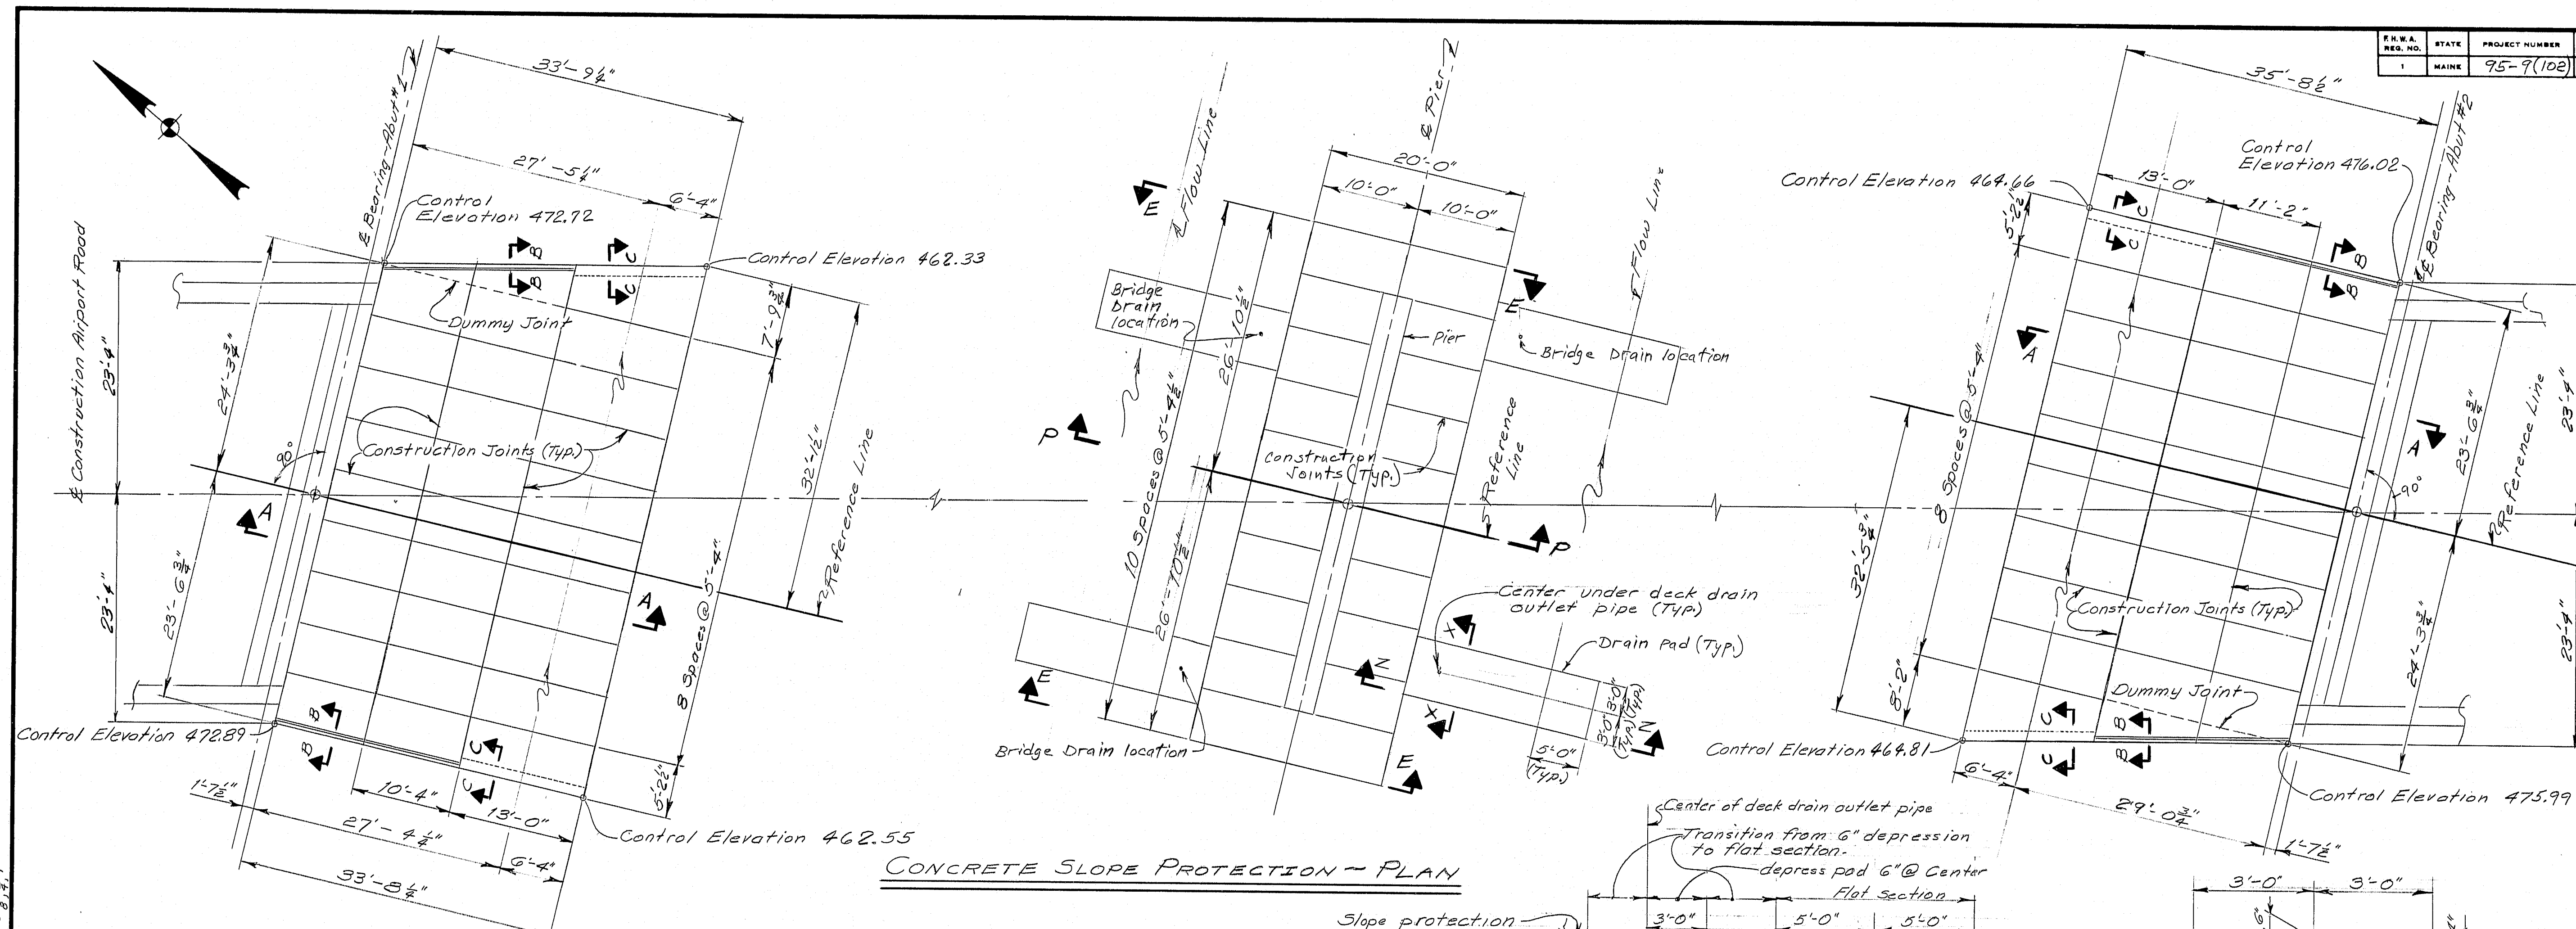 F.H.W.A. REG. NO.
STATE
PROJECT NUMBER
1
MAINE
95-9(102)
33'-9¼"
27'-5¼"
6'-4"
℄ Bearing-Abut #1
Control
Elevation 472.72
Control Elevation 462.33
B
B
C
C
Dummy Joint
℄ Construction Airport Road
23'-4"
24'-3¾"
7'-9¾"
90°
Construction Joints (Typ.)
32'-1½"
Reference Line
A
A
23'-4"
23'-6¾"
8 Spaces @ 5'-4"
Control Elevation 472.89
B
B
C
C
1'-7½"
10'-4"
13'-0"
5'-2½"
27'-4¼"
6'-4"
33'-8¼"
Control Elevation 462.55
℄ Flow Line
℄ Pier
20'-0"
10'-0"
10'-0"
E
E
℄ Flow Line
Bridge
Drain
location
Pier
Bridge Drain location
26'-10½"
10 Spaces @ 5'-4½"
P
Construction
Joints (Typ.)
Reference
Line
P
26'-10½"
Center under deck drain
outlet pipe (Typ.)
Drain Pad (Typ.)
X
X
N
N
3'-0"
3'-0"
(Typ.)
(Typ.)
5'-0"
(Typ.)
E
E
Bridge Drain location
35'-8½"
℄ Bearing-Abut #2
Control
Elevation 476.02
Control Elevation 464.66
13'-0"
11'-2"
5'-2½"
C
C
B
B
A
A
8 Spaces @ 5'-4"
23'-6¾"
Reference Line
23'-4"
90°
32'-5¾"
Construction Joints (Typ.)
24'-3¾"
23'-4"
8'-2"
Dummy Joint
C
C
B
B
Control Elevation 464.81
6'-4"
29'-0¾"
1'-7½"
Control Elevation 475.99
CONCRETE SLOPE PROTECTION - PLAN
Center of deck drain outlet pipe
Transition from 6" depression
to flat section.
depress pad 6" @ Center
Flat section
Slope protection
3'-0"
5'-0"
5'-0"
3'-0"
3'-0"
6"